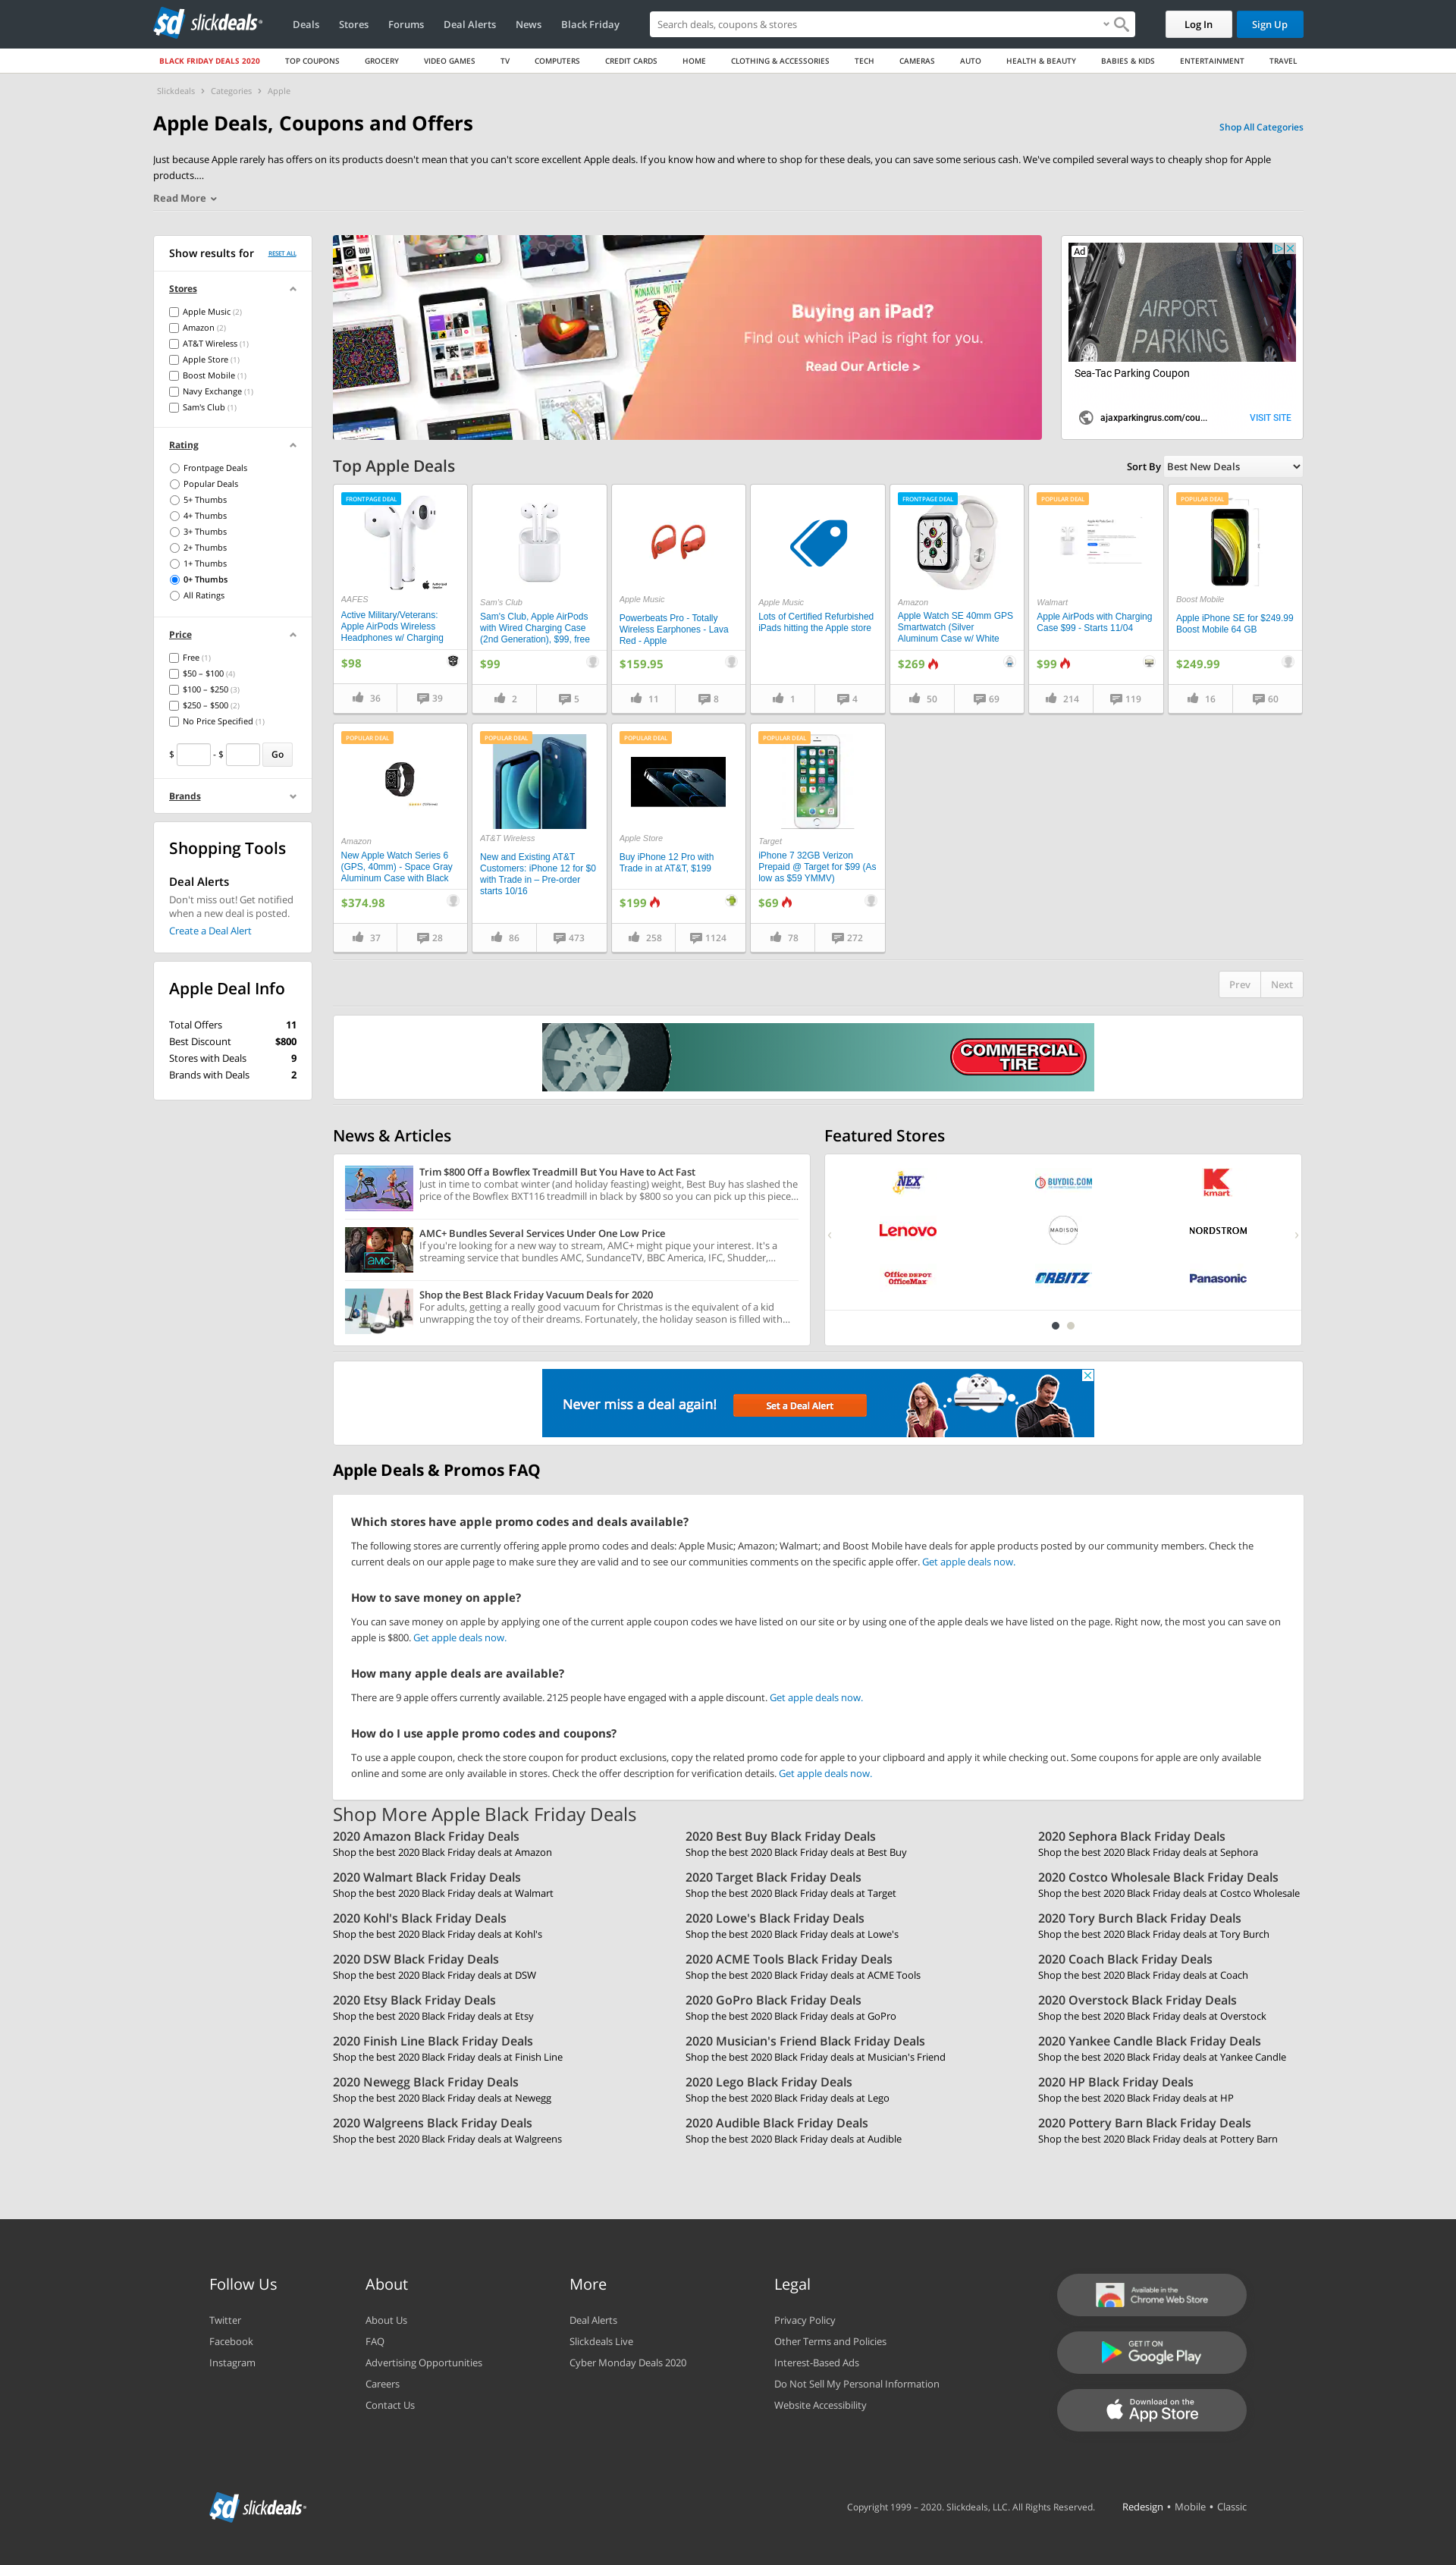 sd slickdeals
Deals Stores Forums Deal Alerts News Black Friday
Search deals, coupons & stores
Log In Sign Up
BLACK FRIDAY DEALS 2020 TOP COUPONS GROCERY VIDEO GAMES TV COMPUTERS CREDIT CARDS HOME CLOTHING & ACCESSORIES TECH CAMERAS AUTO HEALTH & BEAUTY BABIES & KIDS ENTERTAINMENT TRAVEL
Slickdeals › Categories › Apple
Apple Deals, Coupons and Offers
Shop All Categories
Just because Apple rarely has offers on its products doesn't mean that you can't score excellent Apple deals. If you know how and where to shop for these deals, you can save some serious cash. We've compiled several ways to cheaply shop for Apple
products....
Read More
Show results for RESET ALL
Stores
Apple Music (2)
Amazon (2)
AT&T Wireless (1)
Apple Store (1)
Boost Mobile (1)
Navy Exchange (1)
Sam's Club (1)
Rating
Frontpage Deals
Popular Deals
5+ Thumbs
4+ Thumbs
3+ Thumbs
2+ Thumbs
1+ Thumbs
0+ Thumbs
All Ratings
Price
Free (1)
$50 – $100 (4)
$100 – $250 (3)
$250 – $500 (2)
No Price Specified (1)
$ - $ Go
Brands
Shopping Tools
Deal Alerts
Don't miss out! Get notified
when a new deal is posted.
Create a Deal Alert
Apple Deal Info
Total Offers 11
Best Discount $800
Stores with Deals 9
Brands with Deals 2
Buying an iPad?
Find out which iPad is right for you.
Read Our Article >
Ad
AIRPORT
PARKING
Sea-Tac Parking Coupon
ajaxparkingrus.com/cou...
VISIT SITE
Top Apple Deals
Sort By Best New Deals
FRONTPAGE DEAL
AAFES
Active Military/Veterans:
Apple AirPods Wireless
Headphones w/ Charging
$98
36 39
Sam's Club
Sam's Club, Apple AirPods
with Wired Charging Case
(2nd Generation), $99, free
$99
2 5
Apple Music
Powerbeats Pro - Totally
Wireless Earphones - Lava
Red - Apple
$159.95
11 8
Apple Music
Lots of Certified Refurbished
iPads hitting the Apple store
1 4
FRONTPAGE DEAL
Amazon
Apple Watch SE 40mm GPS
Smartwatch (Silver
Aluminum Case w/ White
$269
50 69
POPULAR DEAL
Walmart
Apple AirPods with Charging
Case $99 - Starts 11/04
$99
214 119
POPULAR DEAL
Boost Mobile
Apple iPhone SE for $249.99
Boost Mobile 64 GB
$249.99
16 60
POPULAR DEAL
Amazon
New Apple Watch Series 6
(GPS, 40mm) - Space Gray
Aluminum Case with Black
$374.98
37 28
POPULAR DEAL
AT&T Wireless
New and Existing AT&T
Customers: iPhone 12 for $0
with Trade in – Pre-order
starts 10/16
86 473
POPULAR DEAL
Apple Store
Buy iPhone 12 Pro with
Trade in at AT&T, $199
$199
258 1124
POPULAR DEAL
Target
iPhone 7 32GB Verizon
Prepaid @ Target for $99 (As
low as $59 YMMV)
$69
78 272
Prev Next
COMMERCIAL
TIRE
News & Articles
Trim $800 Off a Bowflex Treadmill But You Have to Act Fast
Just in time to combat winter (and holiday feasting) weight, Best Buy has slashed the
price of the Bowflex BXT116 treadmill in black by $800 so you can pick up this piece...
AMC+
AMC+ Bundles Several Services Under One Low Price
If you're looking for a new way to stream, AMC+ might pique your interest. It's a
streaming service that bundles AMC, SundanceTV, BBC America, IFC, Shudder,...
Shop the Best Black Friday Vacuum Deals for 2020
For adults, getting a really good vacuum for Christmas is the equivalent of a kid
unwrapping the toy of their dreams. Fortunately, the holiday season is filled with...
Featured Stores
NEX
BUYDIG.COM
K
kmart
Lenovo
MADISON
NORDSTROM
Office DEPOT
OfficeMax
ORBITZ
Panasonic
Never miss a deal again!
Set a Deal Alert
Apple Deals & Promos FAQ
Which stores have apple promo codes and deals available?
The following stores are currently offering apple promo codes and deals: Apple Music; Amazon; Walmart; and Boost Mobile have deals for apple products posted by our community members. Check the
current deals on our apple page to make sure they are valid and to see our communities comments on the specific apple offer. Get apple deals now.
How to save money on apple?
You can save money on apple by applying one of the current apple coupon codes we have listed on our site or by using one of the apple deals we have listed on the page. Right now, the most you can save on
apple is $800. Get apple deals now.
How many apple deals are available?
There are 9 apple offers currently available. 2125 people have engaged with a apple discount. Get apple deals now.
How do I use apple promo codes and coupons?
To use a apple coupon, check the store coupon for product exclusions, copy the related promo code for apple to your clipboard and apply it while checking out. Some coupons for apple are only available
online and some are only available in stores. Check the offer description for verification details. Get apple deals now.
Shop More Apple Black Friday Deals
2020 Amazon Black Friday Deals
Shop the best 2020 Black Friday deals at Amazon
2020 Best Buy Black Friday Deals
Shop the best 2020 Black Friday deals at Best Buy
2020 Sephora Black Friday Deals
Shop the best 2020 Black Friday deals at Sephora
2020 Walmart Black Friday Deals
Shop the best 2020 Black Friday deals at Walmart
2020 Target Black Friday Deals
Shop the best 2020 Black Friday deals at Target
2020 Costco Wholesale Black Friday Deals
Shop the best 2020 Black Friday deals at Costco Wholesale
2020 Kohl's Black Friday Deals
Shop the best 2020 Black Friday deals at Kohl's
2020 Lowe's Black Friday Deals
Shop the best 2020 Black Friday deals at Lowe's
2020 Tory Burch Black Friday Deals
Shop the best 2020 Black Friday deals at Tory Burch
2020 DSW Black Friday Deals
Shop the best 2020 Black Friday deals at DSW
2020 ACME Tools Black Friday Deals
Shop the best 2020 Black Friday deals at ACME Tools
2020 Coach Black Friday Deals
Shop the best 2020 Black Friday deals at Coach
2020 Etsy Black Friday Deals
Shop the best 2020 Black Friday deals at Etsy
2020 GoPro Black Friday Deals
Shop the best 2020 Black Friday deals at GoPro
2020 Overstock Black Friday Deals
Shop the best 2020 Black Friday deals at Overstock
2020 Finish Line Black Friday Deals
Shop the best 2020 Black Friday deals at Finish Line
2020 Musician's Friend Black Friday Deals
Shop the best 2020 Black Friday deals at Musician's Friend
2020 Yankee Candle Black Friday Deals
Shop the best 2020 Black Friday deals at Yankee Candle
2020 Newegg Black Friday Deals
Shop the best 2020 Black Friday deals at Newegg
2020 Lego Black Friday Deals
Shop the best 2020 Black Friday deals at Lego
2020 HP Black Friday Deals
Shop the best 2020 Black Friday deals at HP
2020 Walgreens Black Friday Deals
Shop the best 2020 Black Friday deals at Walgreens
2020 Audible Black Friday Deals
Shop the best 2020 Black Friday deals at Audible
2020 Pottery Barn Black Friday Deals
Shop the best 2020 Black Friday deals at Pottery Barn
Follow Us
Twitter
Facebook
Instagram
About
About Us
FAQ
Advertising Opportunities
Careers
Contact Us
More
Deal Alerts
Slickdeals Live
Cyber Monday Deals 2020
Legal
Privacy Policy
Other Terms and Policies
Interest-Based Ads
Do Not Sell My Personal Information
Website Accessibility
Available in the
Chrome Web Store
GET IT ON
Google Play
Download on the
App Store
sd slickdeals
Copyright 1999 – 2020. Slickdeals, LLC. All Rights Reserved.
Redesign • Mobile • Classic